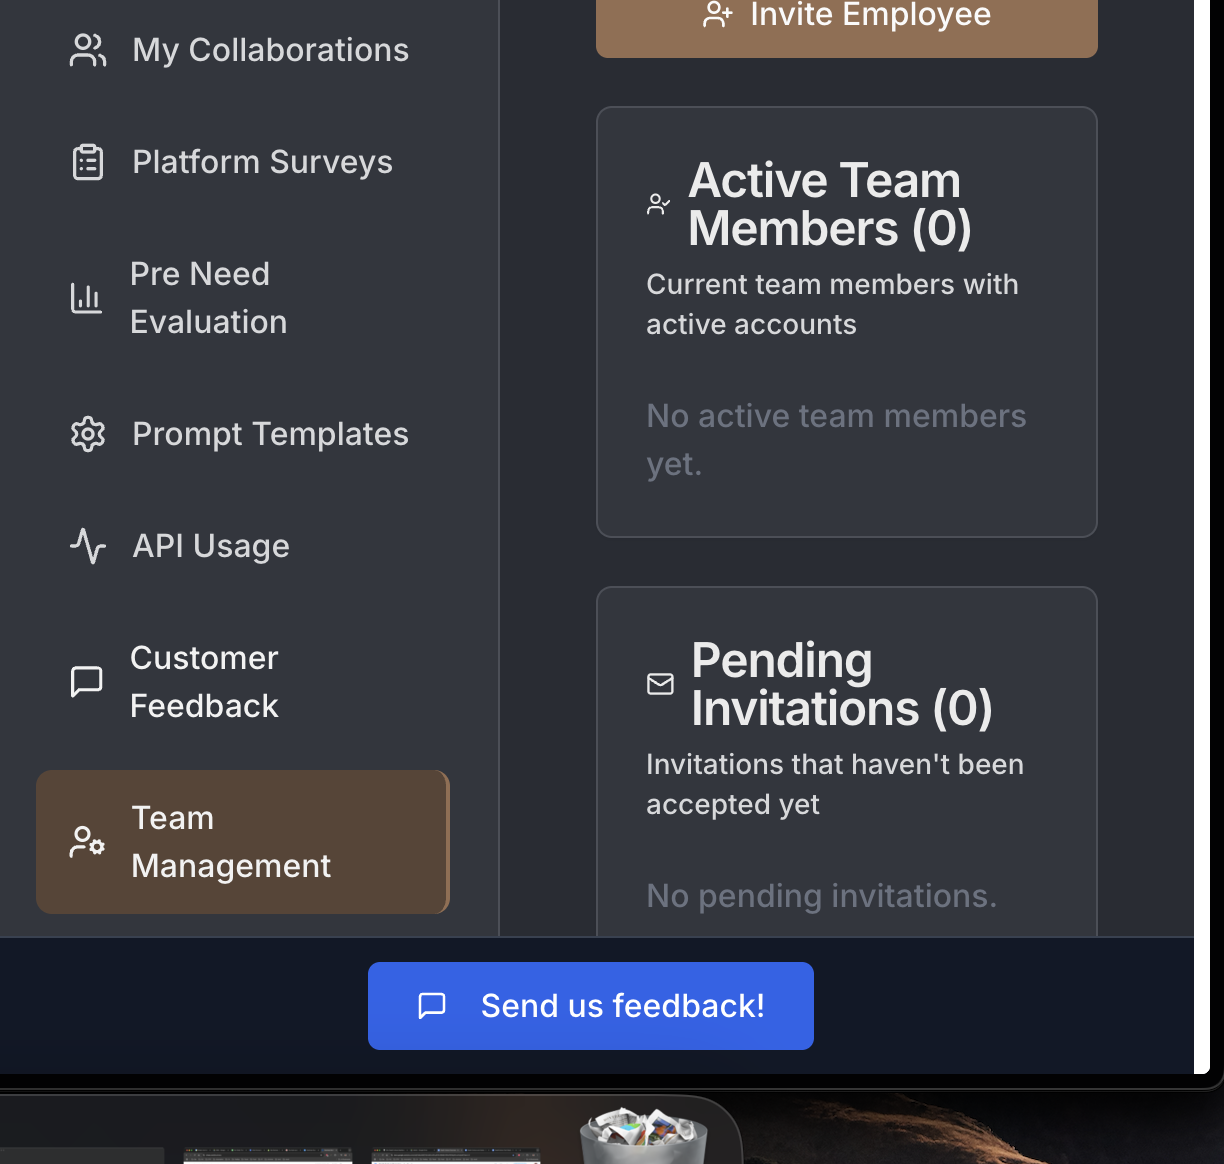 My Collaborations
Platform Surveys
Pre Need
Evaluation
Prompt Templates
API Usage
Customer
Feedback
Team
Management
Invite Employee
Active Team
Members (0)
Current team members with
active accounts
No active team members
yet.
Pending
Invitations (0)
Invitations that haven't been
accepted yet
No pending invitations.
Send us feedback!